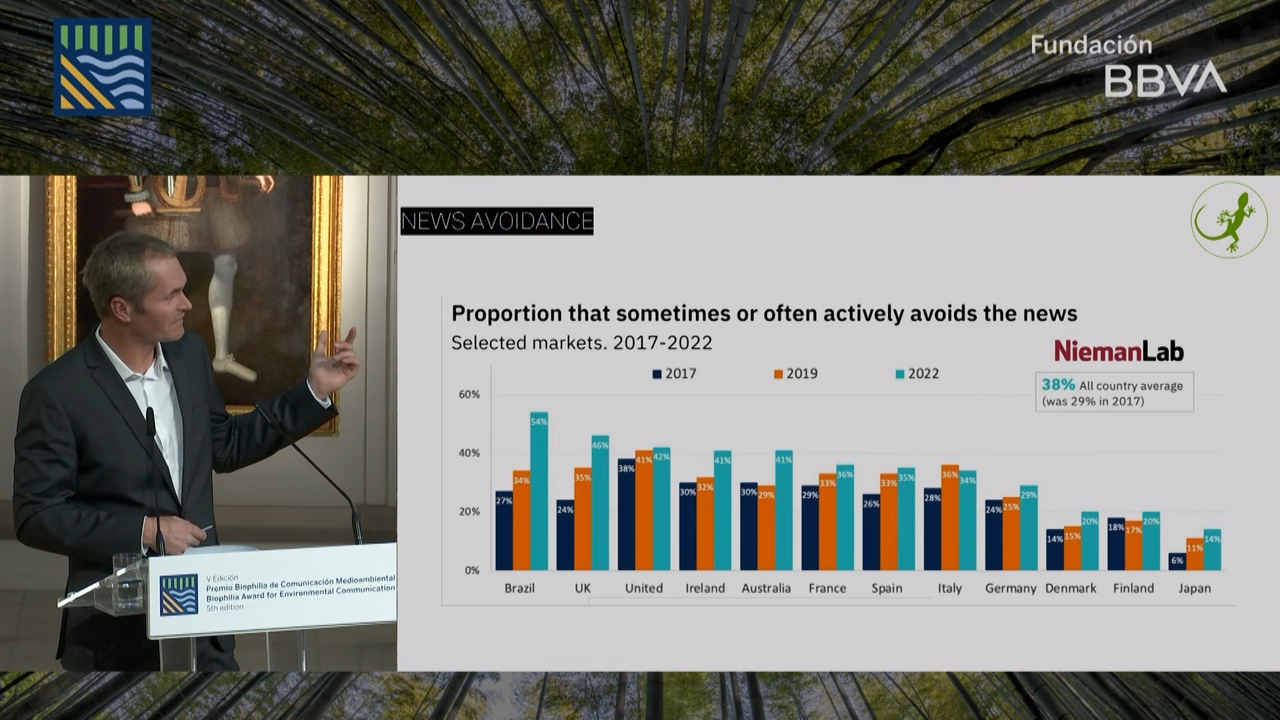 Fundación
BBVA
NEWS AVOIDANCE
Proportion that sometimes or often actively avoids the news
Selected markets. 2017-2022
NiemanLab
2017 2019 2022
38% All country average
(was 29% in 2017)
60%
40%
20%
0%
27% 34% 54%
24% 35% 46%
38% 41% 42%
30% 32% 41%
30% 29% 41%
29% 33% 36%
26% 33% 35%
28% 36% 34%
24% 25% 29%
14% 15% 20%
18% 17% 20%
6% 11% 14%
Brazil UK United Ireland Australia France Spain Italy Germany Denmark Finland Japan
V Edición
Premio Biophilia de Comunicación Medioambiental
Biophilia Award for Environmental Communication
5th edition